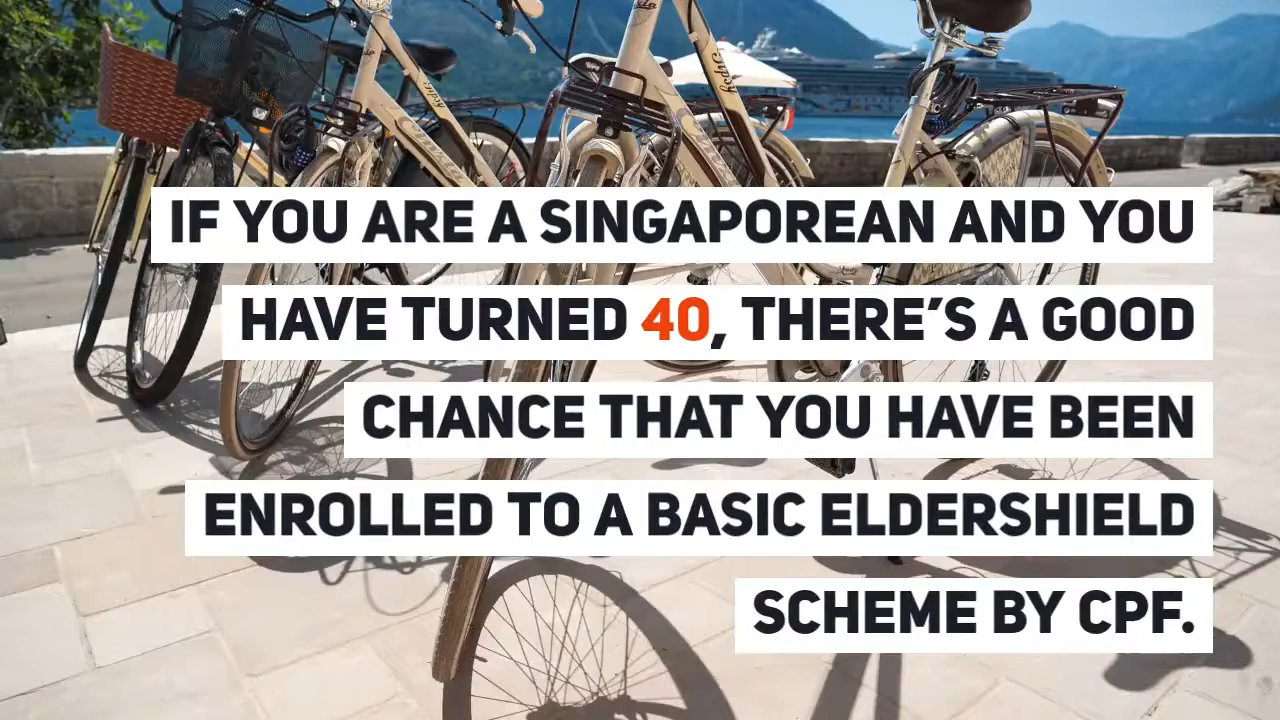 IF YOU ARE A SINGAPOREAN AND YOU
HAVE TURNED 40, THERE’S A GOOD
CHANCE THAT YOU HAVE BEEN
ENROLLED TO A BASIC ELDERSHIELD
SCHEME BY CPF.